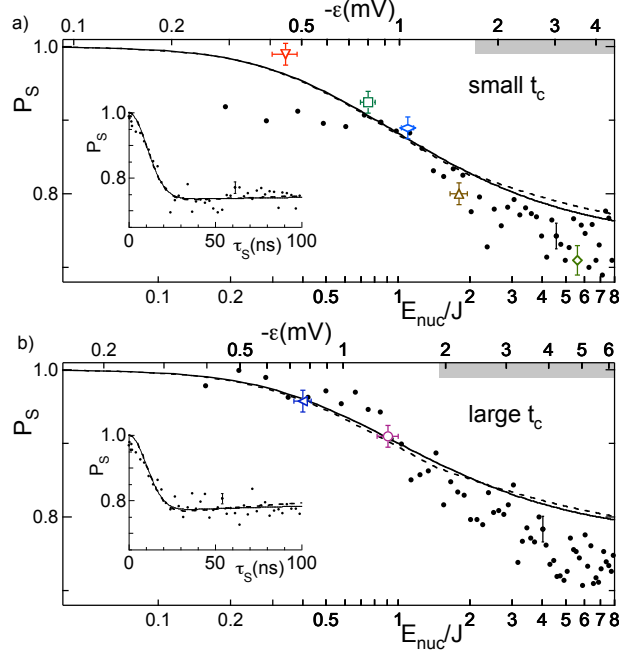 -ε(mV)
a)
0.1 0.5 1 2 3 4
1.0
0.8
P_S
small t_c
1.0
0.8
0.6
P_S
0 50 100
τ_S(ns)
0.1 0.2 0.5 1 2 3 4 5 6 7 8
E_nuc/J
-ε(mV)
b)
0.2 0.5 1 2 3 4 5 6
1.0
0.8
P_S
large t_c
1.0
0.8
0.6
P_S
0 50 100
τ_S(ns)
0.1 0.2 0.5 1 2 3 4 5 6 7 8
E_nuc/J